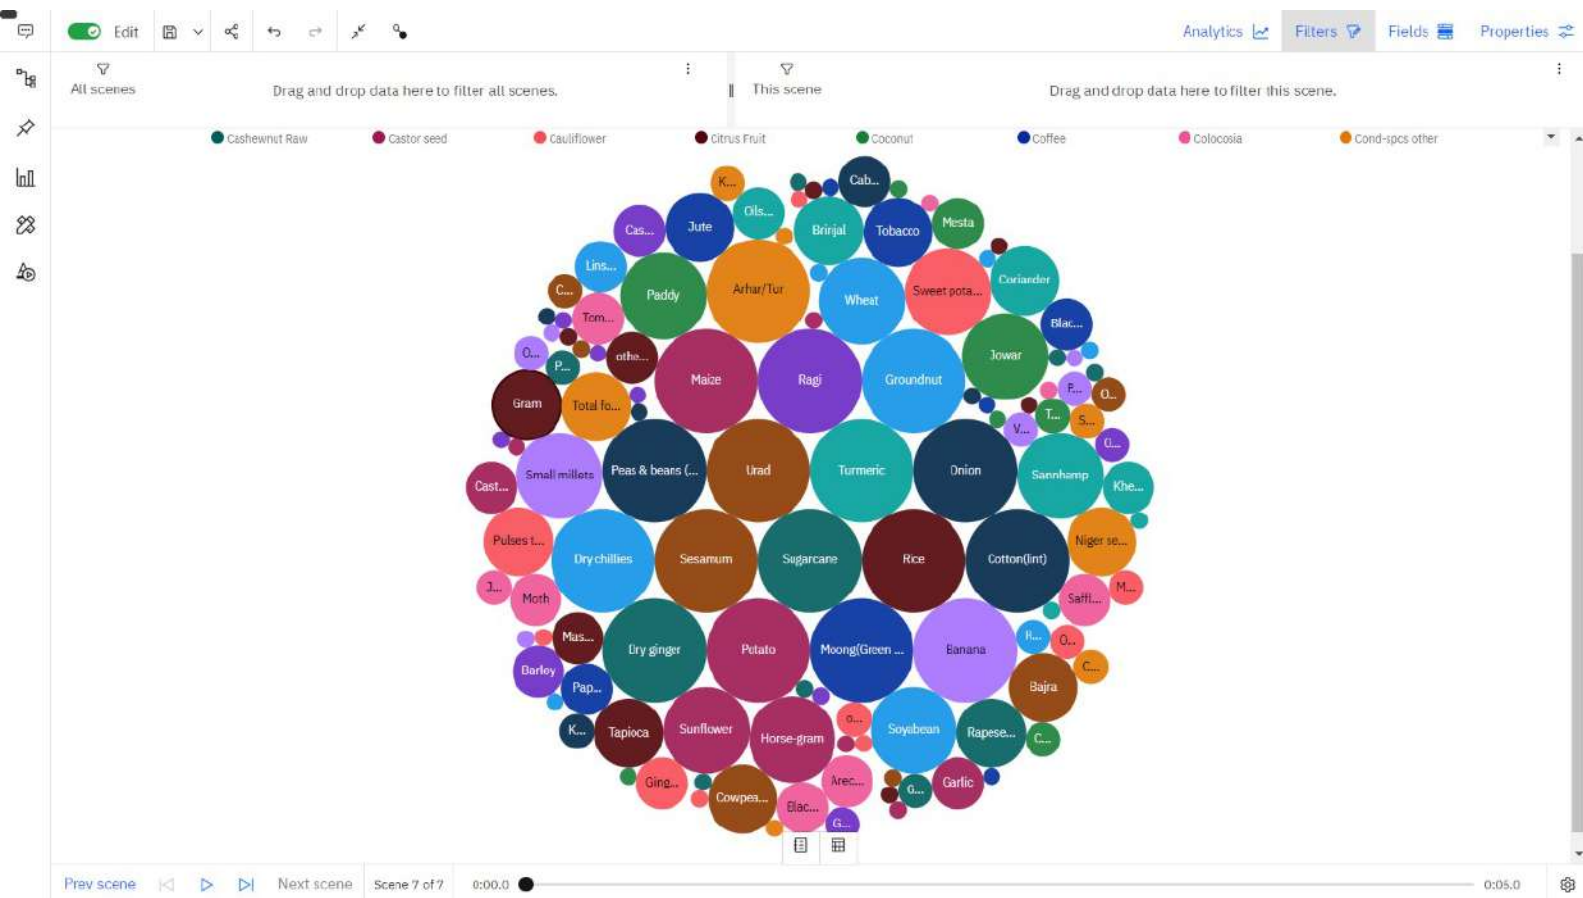 Edit
Analytics
Filters
Fields
Properties
All scenes
Drag and drop data here to filter all scenes.
This scene
Drag and drop data here to filter this scene.
Cashewnut Raw
Castor seed
Cauliflower
Citrus Fruit
Coconut
Coffee
Colocosia
Cond-spcs other
K...
Cab...
Oils...
Cas...
Jute
Brinjal
Tobacco
Mesta
Lins...
Paddy
Arhar/Tur
Wheat
Sweet pota...
Coriander
C...
Tom...
Blac...
O...
P...
othe...
Maize
Ragi
Groundnut
Jowar
P...
O...
Gram
Total fo...
V...
T...
S...
Cast...
Small millets
Peas & beans (...
Urad
Turmeric
Onion
Sannhamp
Khe...
Pulses t...
Dry chillies
Sesamum
Sugarcane
Rice
Cotton(lint)
Niger se...
J...
Moth
Saffl...
M...
Mas...
Dry ginger
Potato
Moong(Green ...
Banana
R...
O...
C...
Barley
Pap...
Bajra
K...
Tapioca
Sunflower
Horse-gram
Soyabean
Rapese...
C...
Ging...
Cowpea...
Blac...
Arec...
G...
Garlic
G...
Prev scene
Next scene
Scene 7 of 7
0:00.0
0:05.0